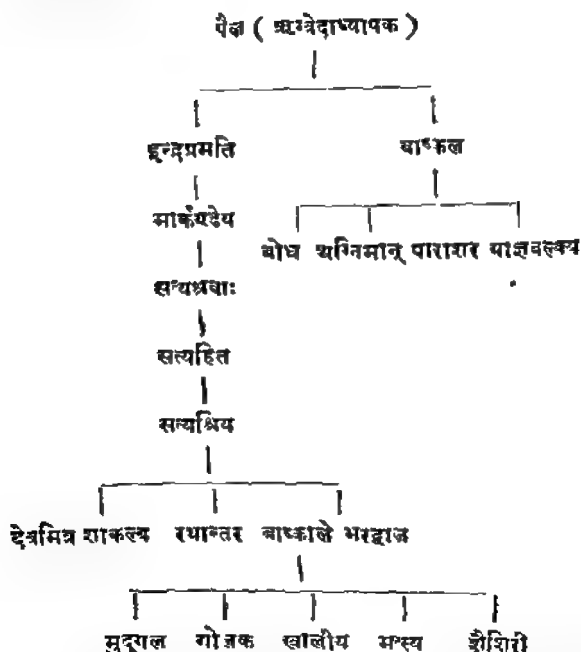 पैल ( ऋग्वेदाध्यापक )
इन्द्रप्रमति बाष्कल
मार्कण्डेय
बोध अग्निमान् पाराशर याज्ञवल्क्य
सत्यश्रवाः
सत्यहित
सत्यश्रिय
देवमित्र शाकल्य रथान्तर बाष्कलि भरद्वाज
मुद्गल गोलक खालीय मत्स्य शैशिरी